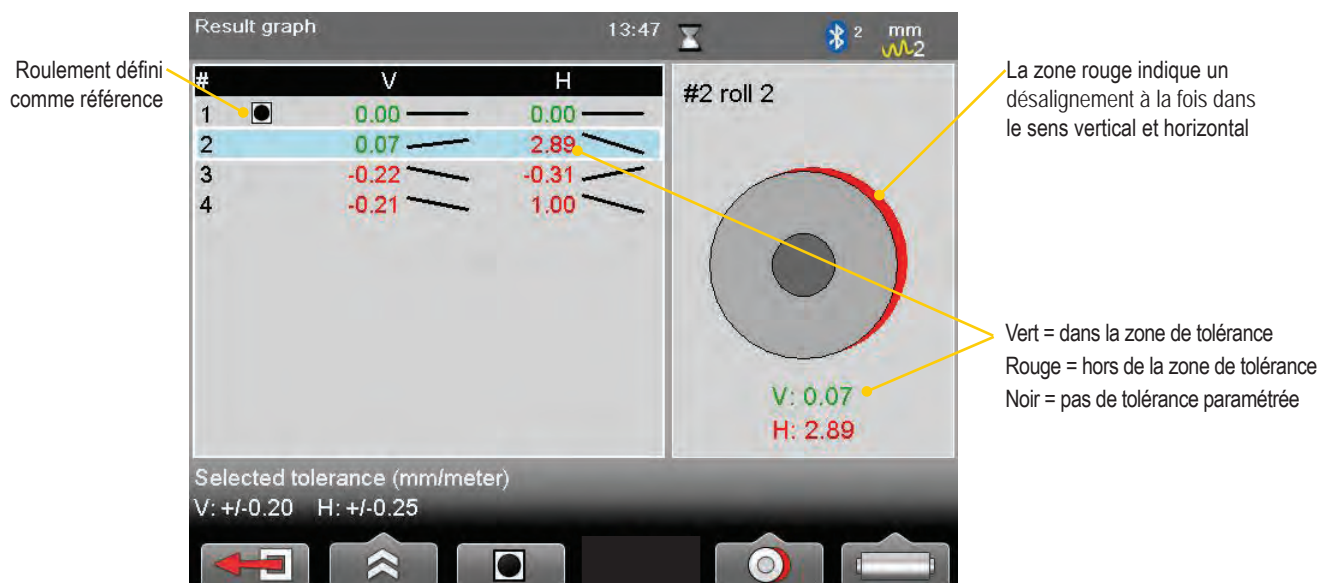 Result graph 13:47 2 mm
2
Roulement défini
comme référence
# V H
1 0.00 0.00
2 0.07 2.89
3 -0.22 -0.31
4 -0.21 1.00
#2 roll 2
V: 0.07
H: 2.89
La zone rouge indique un
désalignement à la fois dans
le sens vertical et horizontal
Vert = dans la zone de tolérance
Rouge = hors de la zone de tolérance
Noir = pas de tolérance paramétrée
Selected tolerance (mm/meter)
V: +/-0.20 H: +/-0.25